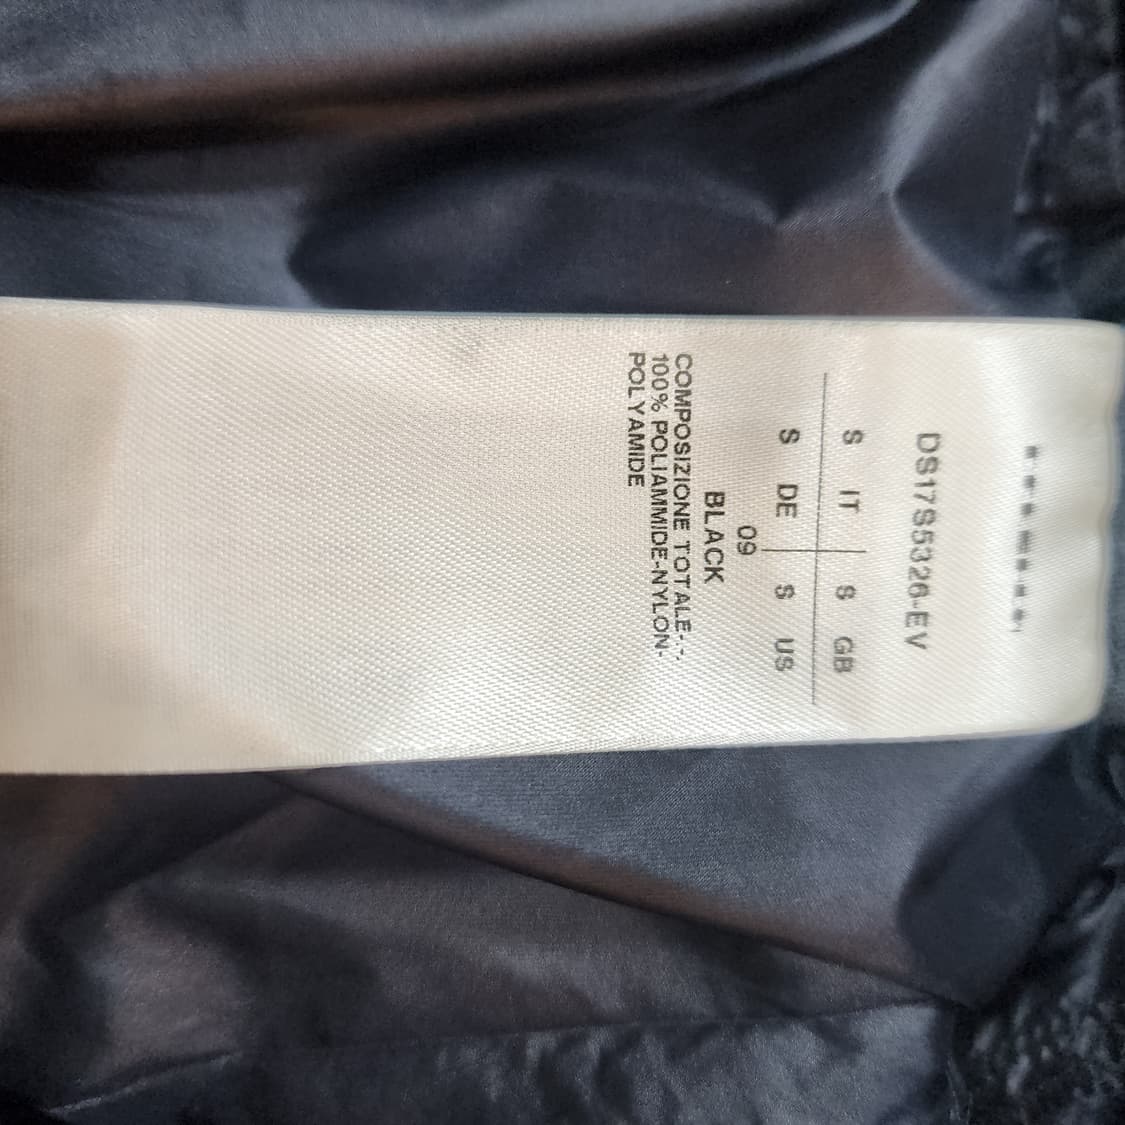 DS17S5326-EV
S IT S GB
S DE S US
09
BLACK
COMPOSIZIONE TOTALE-.-.
100% POLIAMMIDE-NYLON-
POLYAMIDE